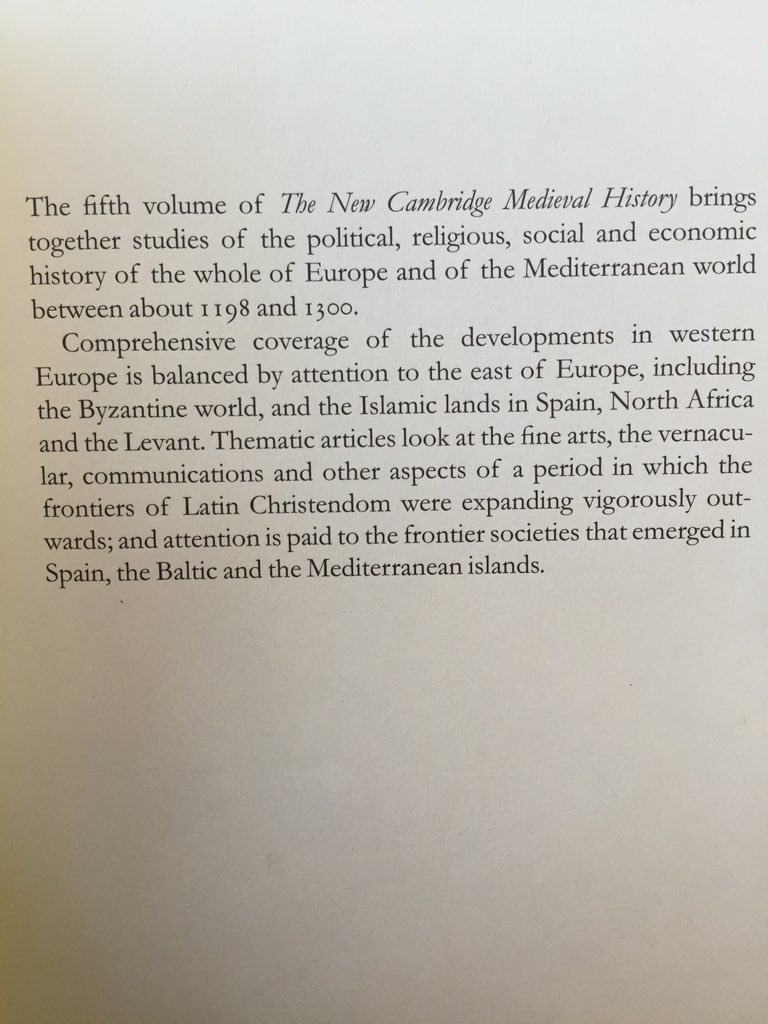 The fifth volume of The New Cambridge Medieval History brings
together studies of the political, religious, social and economic
history of the whole of Europe and of the Mediterranean world
between about 1198 and 1300.
Comprehensive coverage of the developments in western
Europe is balanced by attention to the east of Europe, including
the Byzantine world, and the Islamic lands in Spain, North Africa
and the Levant. Thematic articles look at the fine arts, the vernacu-
lar, communications and other aspects of a period in which the
frontiers of Latin Christendom were expanding vigorously out-
wards; and attention is paid to the frontier societies that emerged in
Spain, the Baltic and the Mediterranean islands.